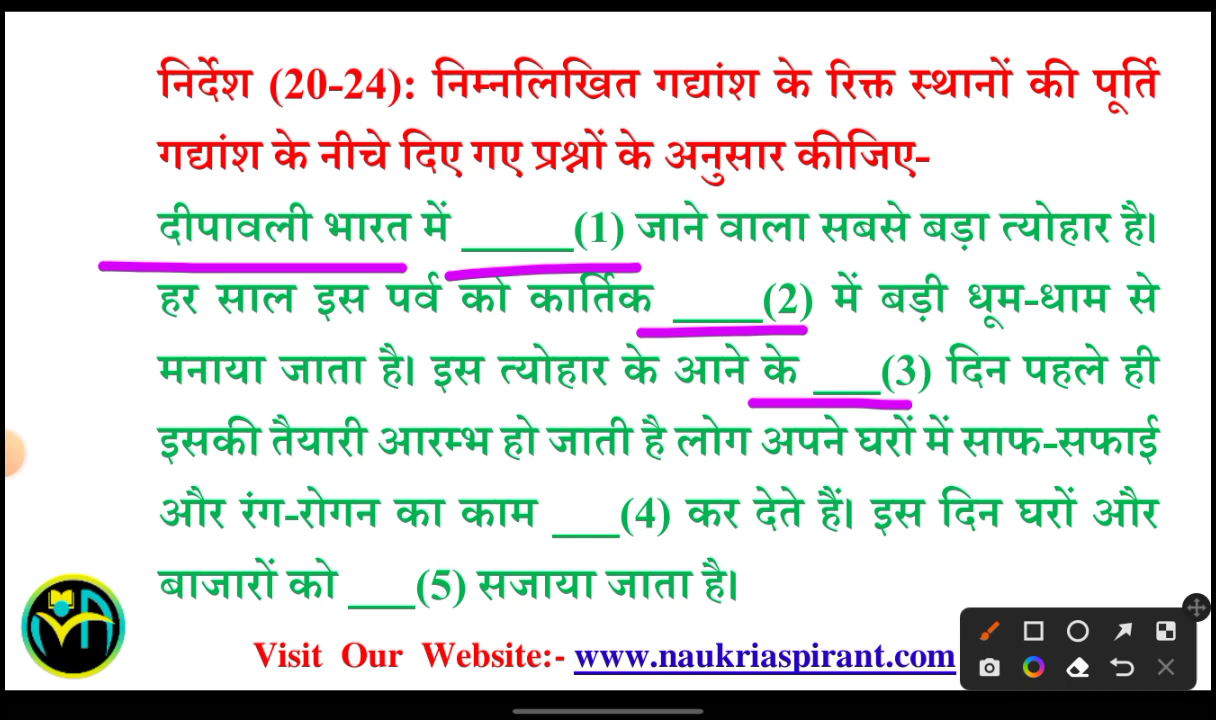 निर्देश (20-24): निम्नलिखित गद्यांश के रिक्त स्थानों की पूर्ति
गद्यांश के नीचे दिए गए प्रश्नों के अनुसार कीजिए-
दीपावली भारत में _____(1) जाने वाला सबसे बड़ा त्योहार है।
हर साल इस पर्व को कार्तिक ____(2) में बड़ी धूम-धाम से
मनाया जाता है। इस त्योहार के आने के ___(3) दिन पहले ही
इसकी तैयारी आरम्भ हो जाती है लोग अपने घरों में साफ-सफाई
और रंग-रोगन का काम ___(4) कर देते हैं। इस दिन घरों और
बाजारों को ___(5) सजाया जाता है।
Visit Our Website:- www.naukriaspirant.com